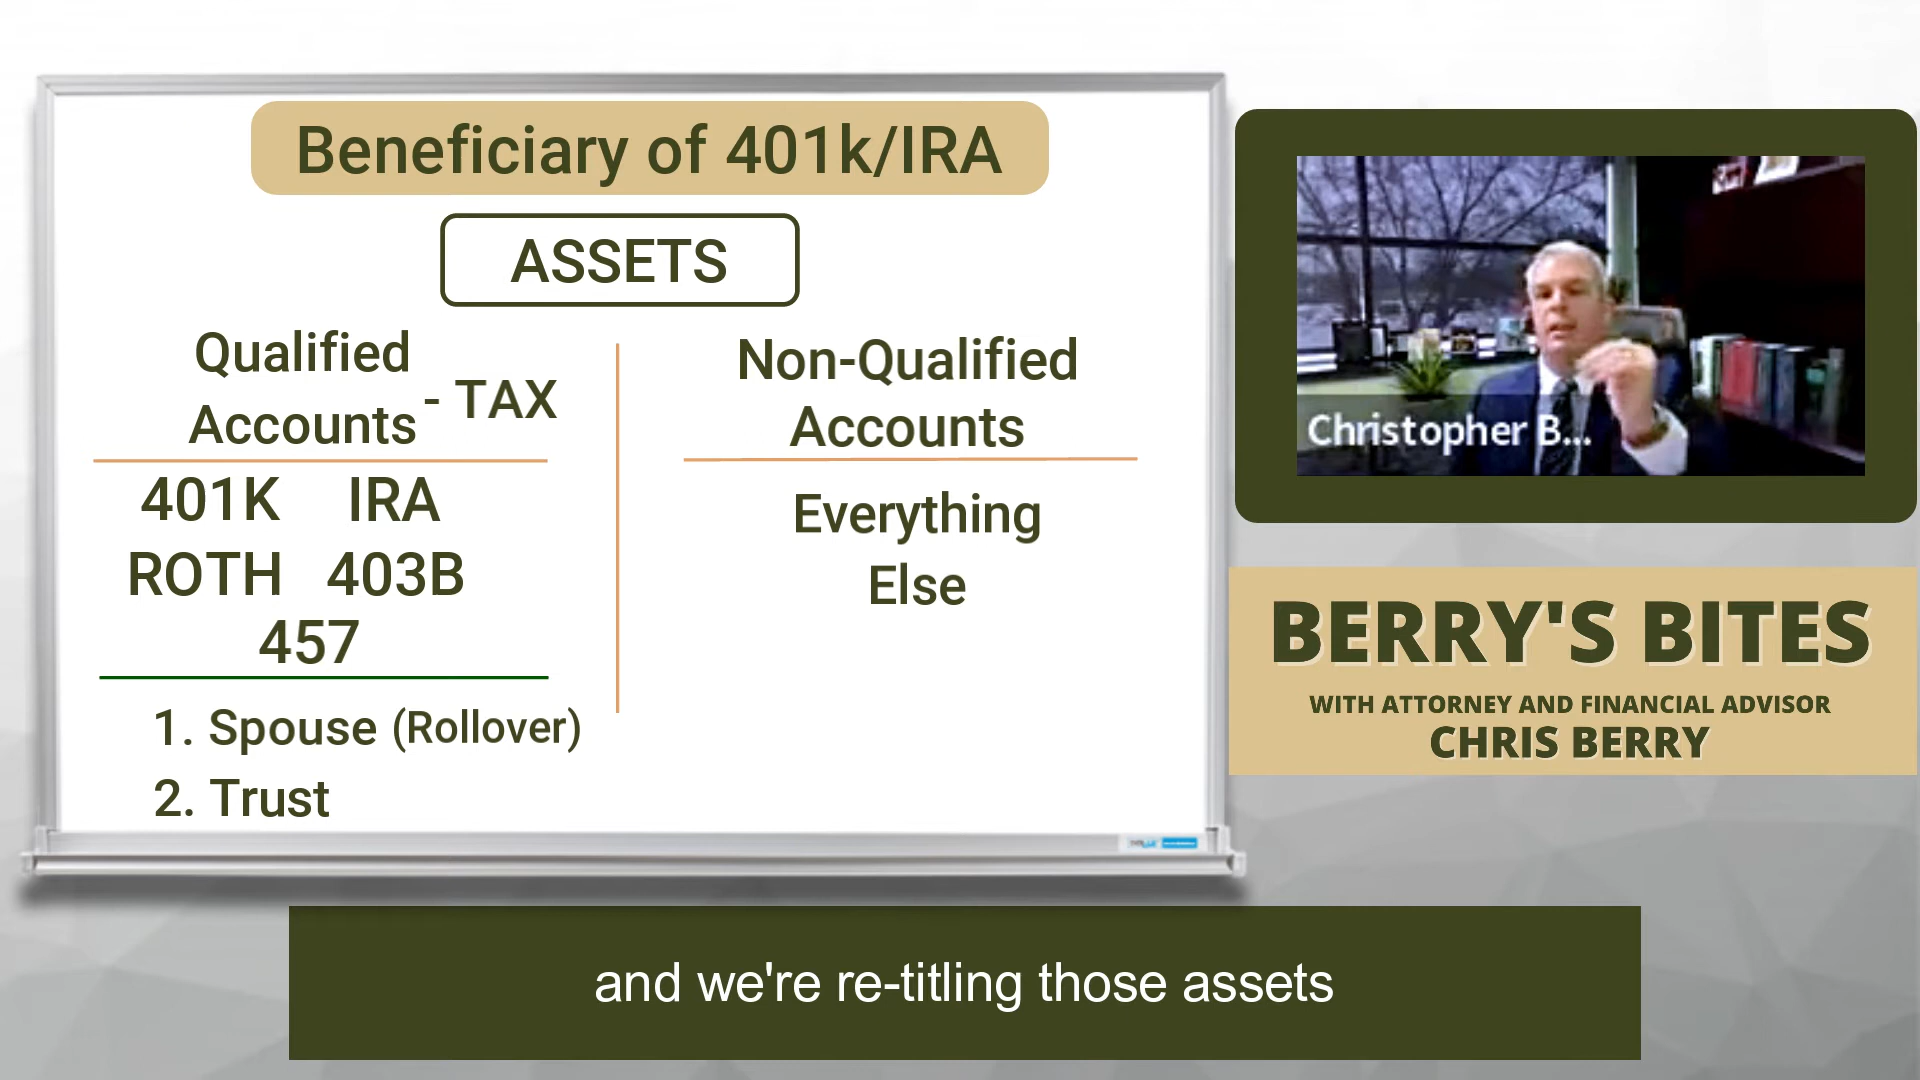 Beneficiary of 401k/IRA
ASSETS
Qualified
Accounts - TAX
401K IRA
ROTH 403B
457
1. Spouse (Rollover)
2. Trust
Non-Qualified
Accounts
Everything
Else
Christopher B...
BERRY'S BITES
WITH ATTORNEY AND FINANCIAL ADVISOR
CHRIS BERRY
and we're re-titling those assets